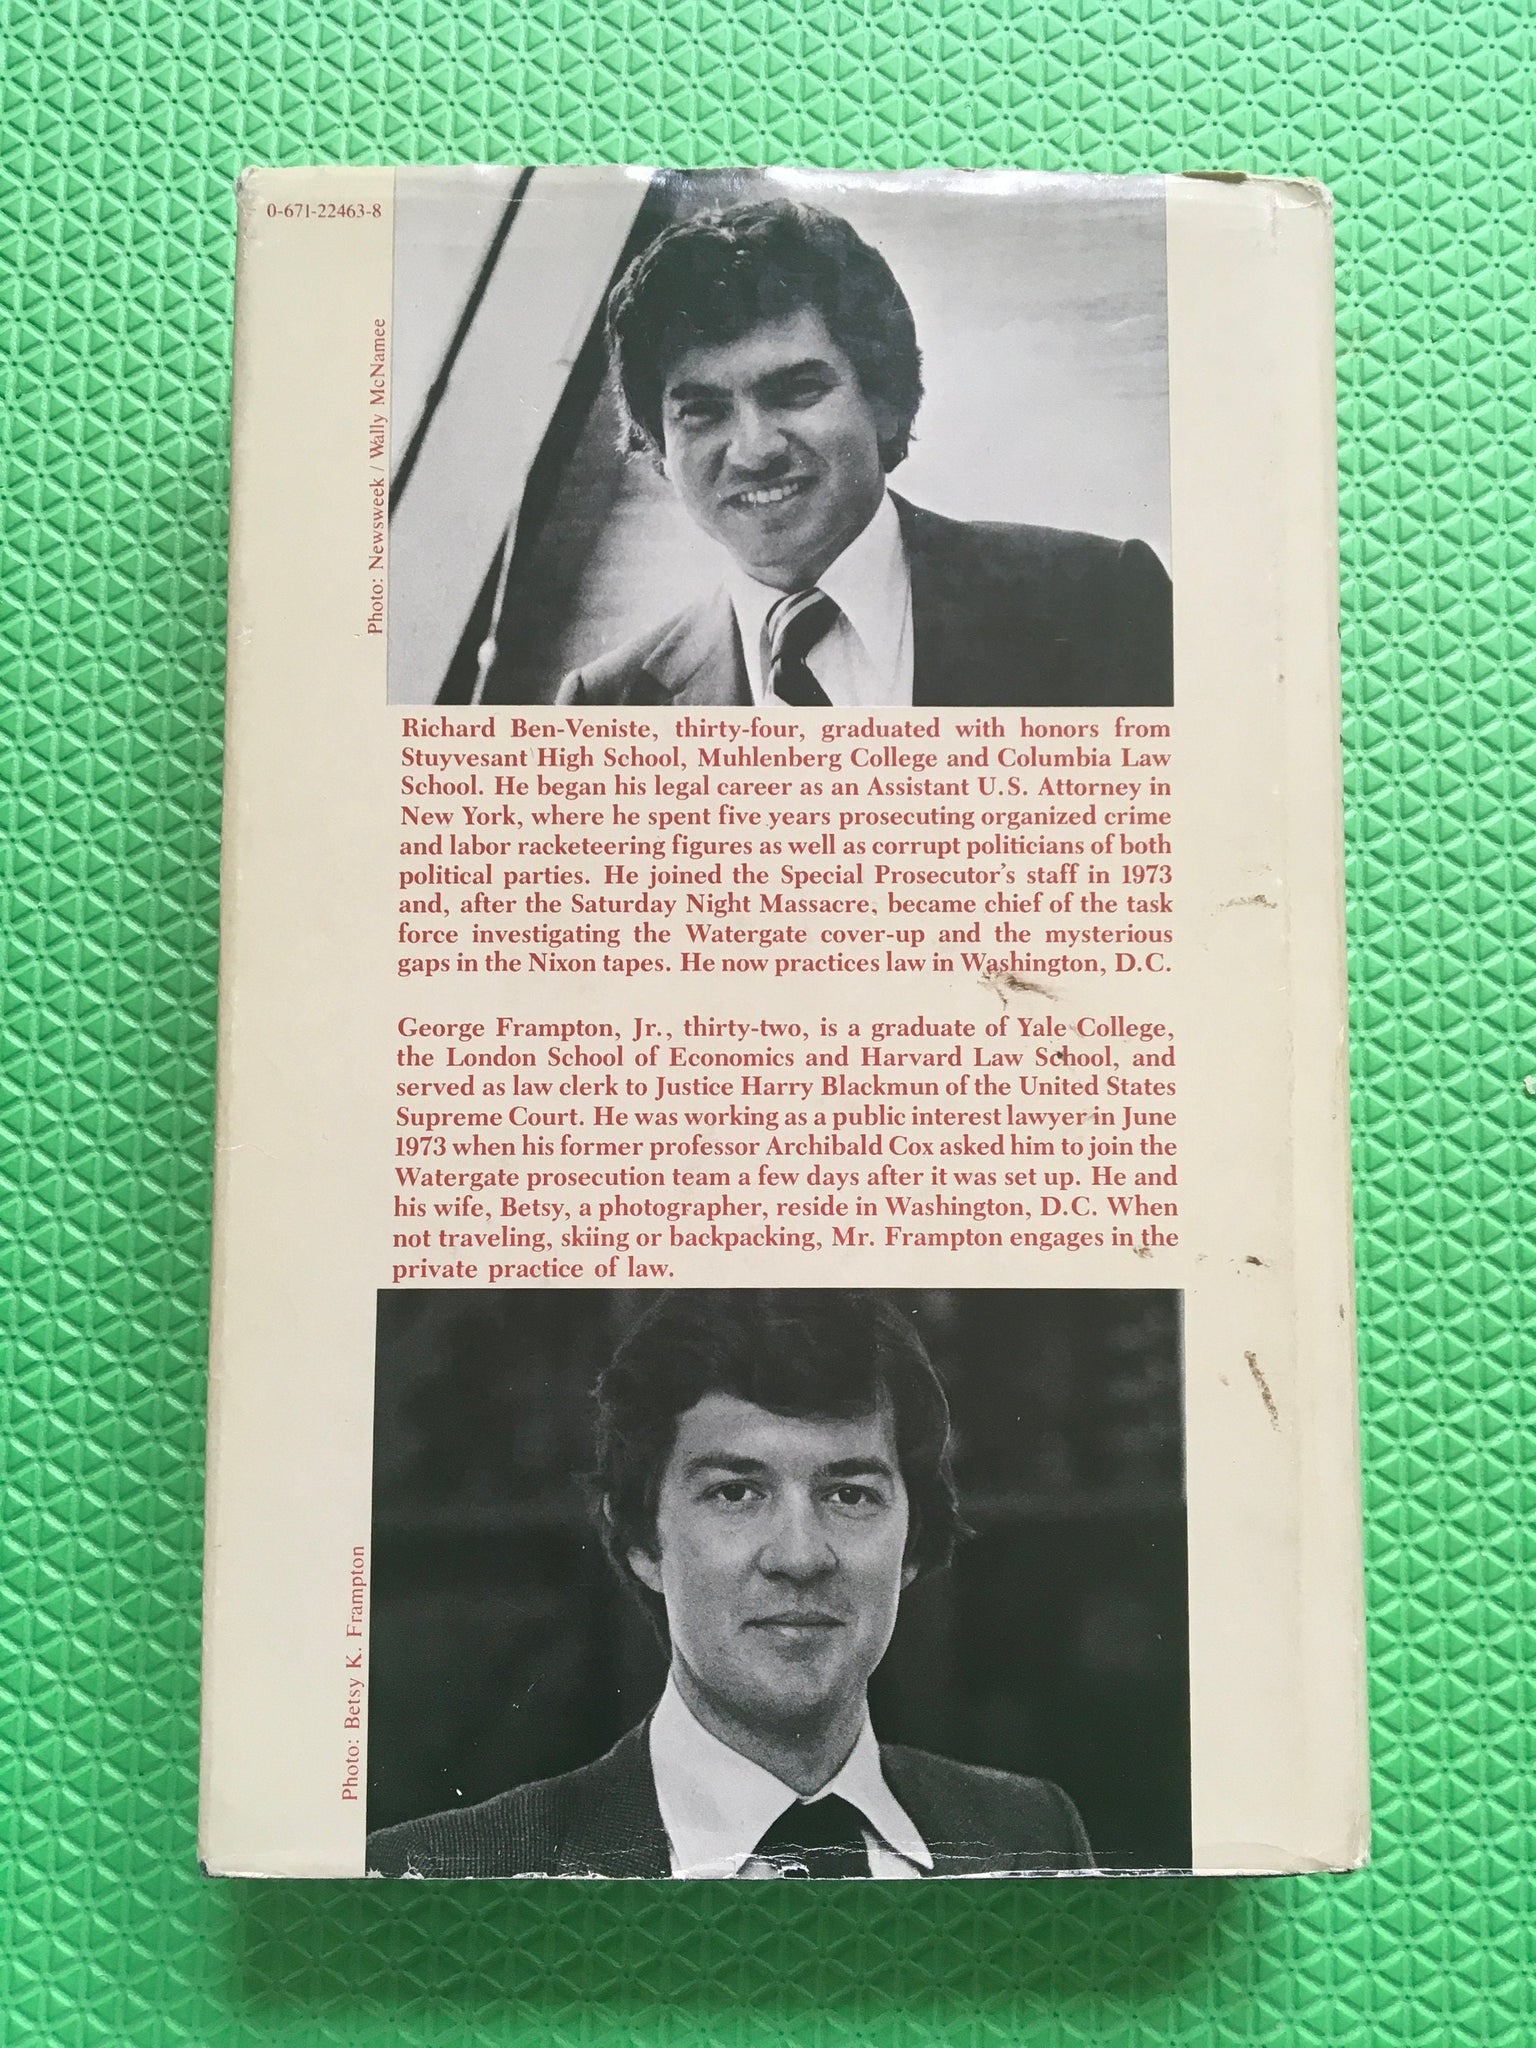 0-671-22463-8
Photo: Newsweek / Wally McNamee
Richard Ben-Veniste, thirty-four, graduated with honors from
Stuyvesant High School, Muhlenberg College and Columbia Law
School. He began his legal career as an Assistant U.S. Attorney in
New York, where he spent five years prosecuting organized crime
and labor racketeering figures as well as corrupt politicians of both
political parties. He joined the Special Prosecutor's staff in 1973
and, after the Saturday Night Massacre, became chief of the task
force investigating the Watergate cover-up and the mysterious
gaps in the Nixon tapes. He now practices law in Washington, D.C.
George Frampton, Jr., thirty-two, is a graduate of Yale College,
the London School of Economics and Harvard Law School, and
served as law clerk to Justice Harry Blackmun of the United States
Supreme Court. He was working as a public interest lawyer in June
1973 when his former professor Archibald Cox asked him to join the
Watergate prosecution team a few days after it was set up. He and
his wife, Betsy, a photographer, reside in Washington, D.C. When
not traveling, skiing or backpacking, Mr. Frampton engages in the
private practice of law.
Photo: Betsy K. Frampton